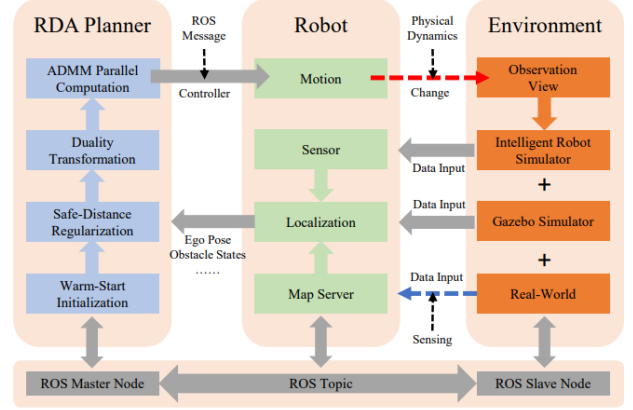 RDA Planner
ROS
Message
Robot
Physical
Dynamics
Environment
ADMM Parallel
Computation
Controller
Motion
Change
Observation
View
Duality
Transformation
Sensor
Data Input
Intelligent Robot
Simulator
+
Safe-Distance
Regularization
Ego Pose
Obstacle States
......
Localization
Data Input
Gazebo Simulator
+
Warm-Start
Initialization
Map Server
Data Input
Sensing
Real-World
ROS Master Node
ROS Topic
ROS Slave Node